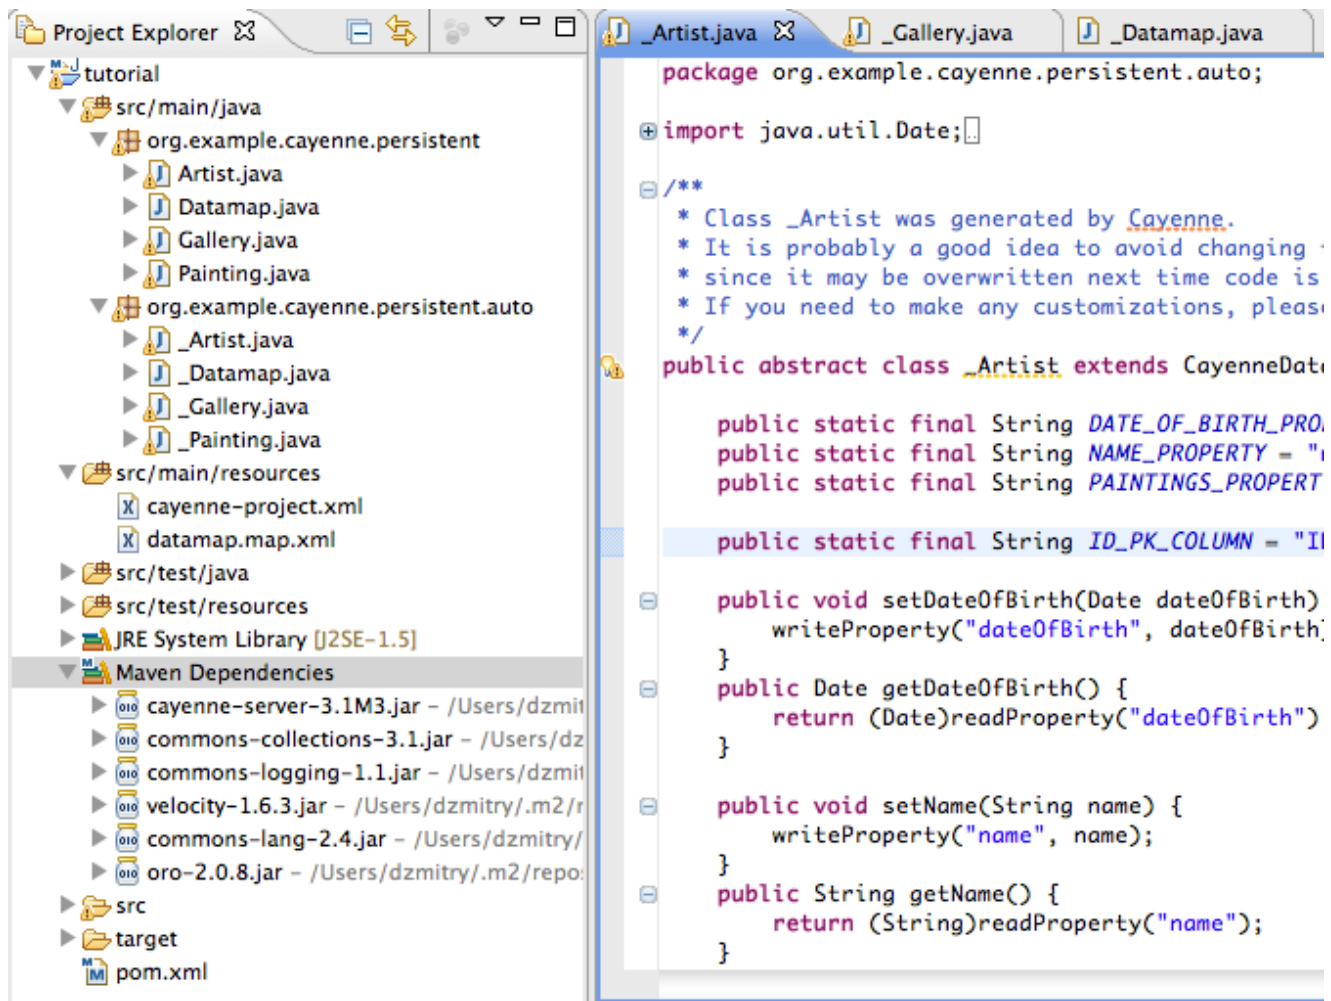 Project Explorer
tutorial
src/main/java
org.example.cayenne.persistent
Artist.java
Datamap.java
Gallery.java
Painting.java
org.example.cayenne.persistent.auto
_Artist.java
_Datamap.java
_Gallery.java
_Painting.java
src/main/resources
cayenne-project.xml
datamap.map.xml
src/test/java
src/test/resources
JRE System Library [J2SE-1.5]
Maven Dependencies
cayenne-server-3.1M3.jar – /Users/dzmit
commons-collections-3.1.jar – /Users/dz
commons-logging-1.1.jar – /Users/dzmit
velocity-1.6.3.jar – /Users/dzmitry/.m2/r
commons-lang-2.4.jar – /Users/dzmitry/
oro-2.0.8.jar – /Users/dzmitry/.m2/repo
src
target
pom.xml
_Artist.java _Gallery.java _Datamap.java
package org.example.cayenne.persistent.auto;
import java.util.Date;
/**
* Class _Artist was generated by Cayenne.
* It is probably a good idea to avoid changing
* since it may be overwritten next time code is
* If you need to make any customizations, please
*/
public abstract class _Artist extends CayenneDat
public static final String DATE_OF_BIRTH_PRO
public static final String NAME_PROPERTY = "
public static final String PAINTINGS_PROPERT
public static final String ID_PK_COLUMN = "I
public void setDateOfBirth(Date dateOfBirth)
writeProperty("dateOfBirth", dateOfBirth)
}
public Date getDateOfBirth() {
return (Date)readProperty("dateOfBirth")
}
public void setName(String name) {
writeProperty("name", name);
}
public String getName() {
return (String)readProperty("name");
}